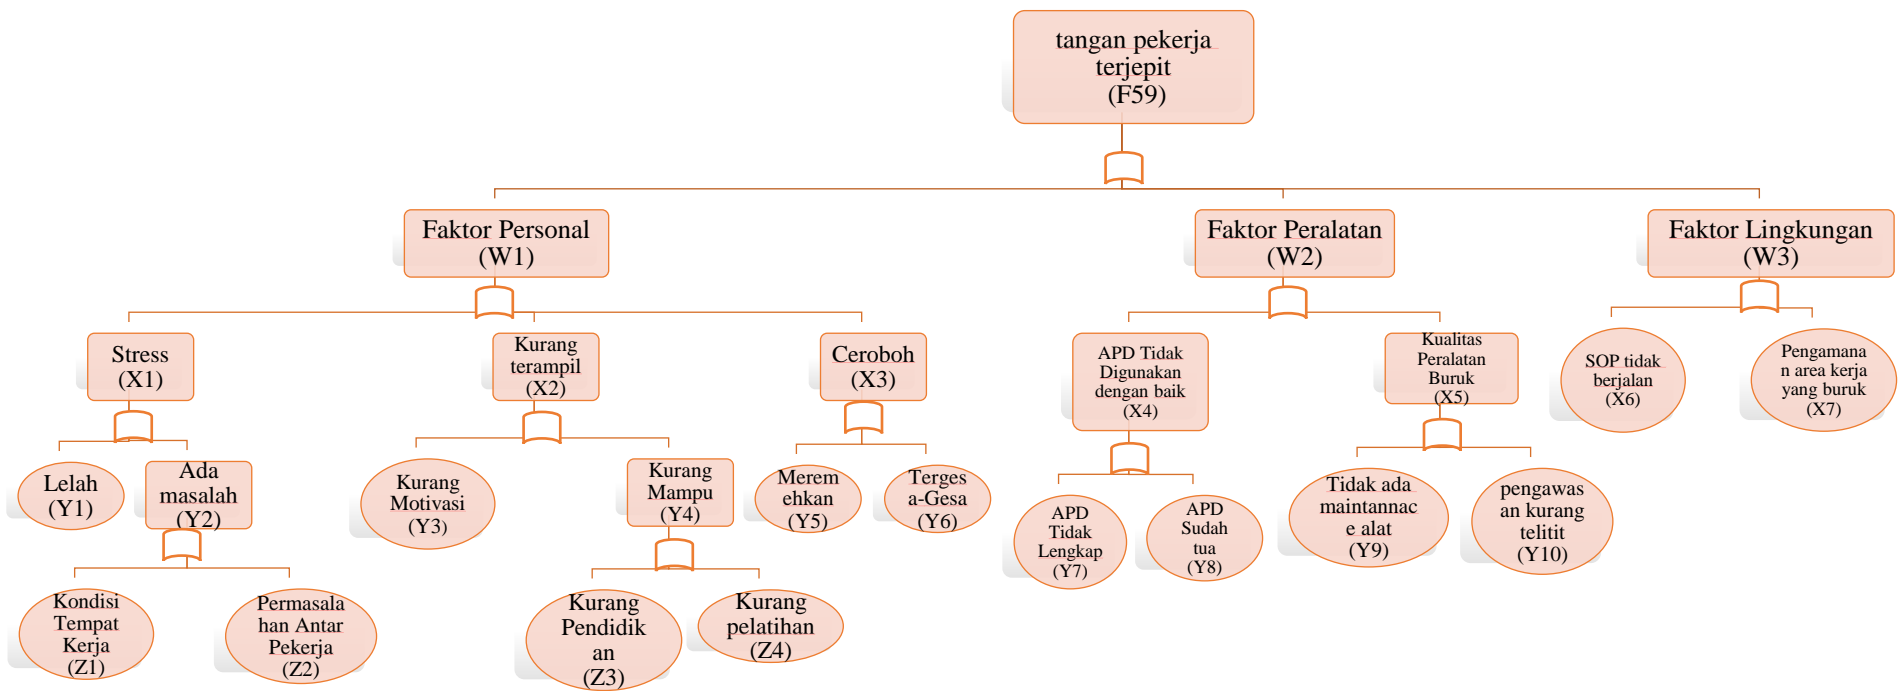 tangan pekerja
terjepit
(F59)
Faktor Personal
(W1)
Faktor Peralatan
(W2)
Faktor Lingkungan
(W3)
Stress
(X1)
Kurang
terampil
(X2)
Ceroboh
(X3)
APD Tidak
Digunakan
dengan baik
(X4)
Kualitas
Peralatan
Buruk
(X5)
SOP tidak
berjalan
(X6)
Pengamana
n area kerja
yang buruk
(X7)
Lelah
(Y1)
Ada
masalah
(Y2)
Kurang
Motivasi
(Y3)
Kurang
Mampu
(Y4)
Merem
ehkan
(Y5)
Terges
a-Gesa
(Y6)
APD
Tidak
Lengkap
(Y7)
APD
Sudah
tua
(Y8)
Tidak ada
maintannac
e alat
(Y9)
pengawas
an kurang
telitit
(Y10)
Kondisi
Tempat
Kerja
(Z1)
Permasala
han Antar
Pekerja
(Z2)
Kurang
Pendidik
an
(Z3)
Kurang
pelatihan
(Z4)